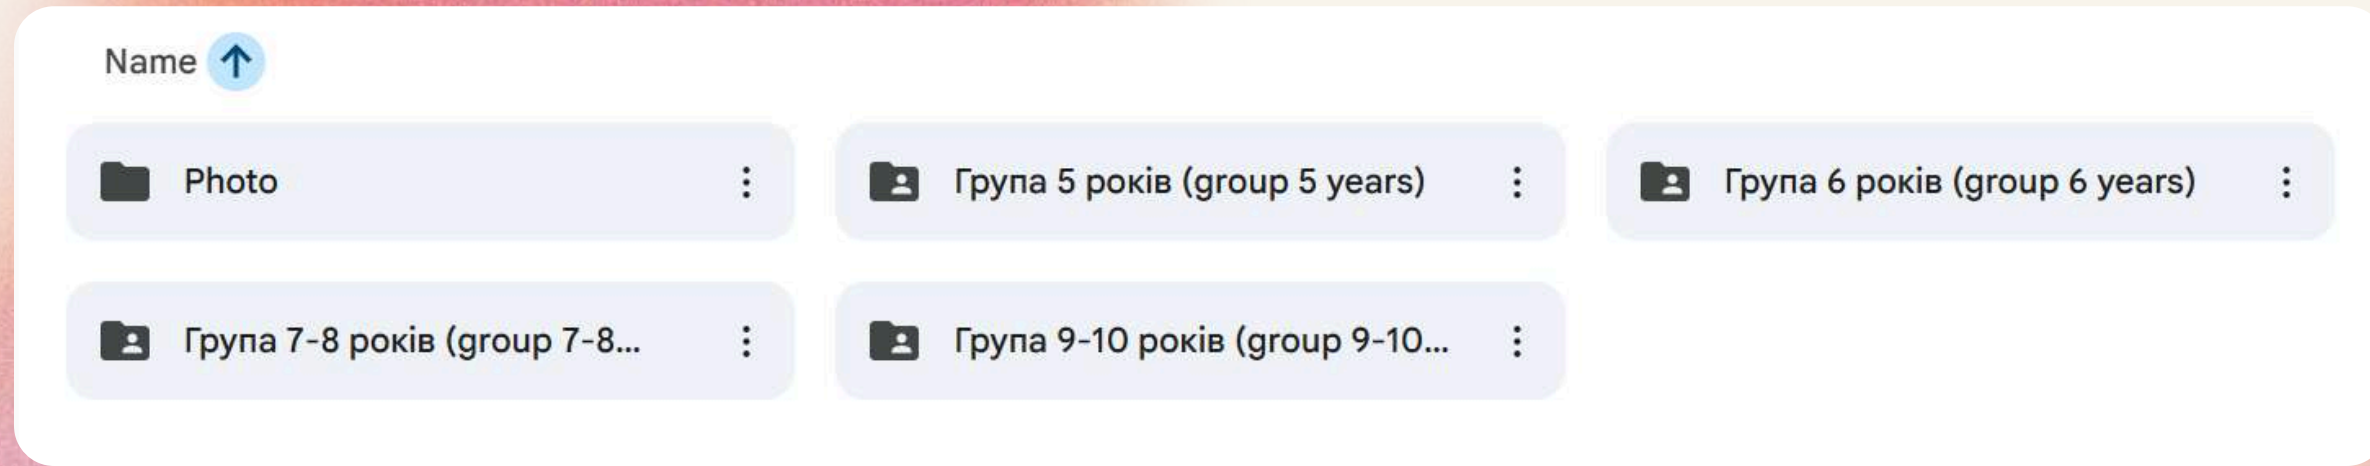 Name
Photo
Група 5 років (group 5 years)
Група 6 років (group 6 years)
Група 7-8 років (group 7-8...
Група 9-10 років (group 9-10...